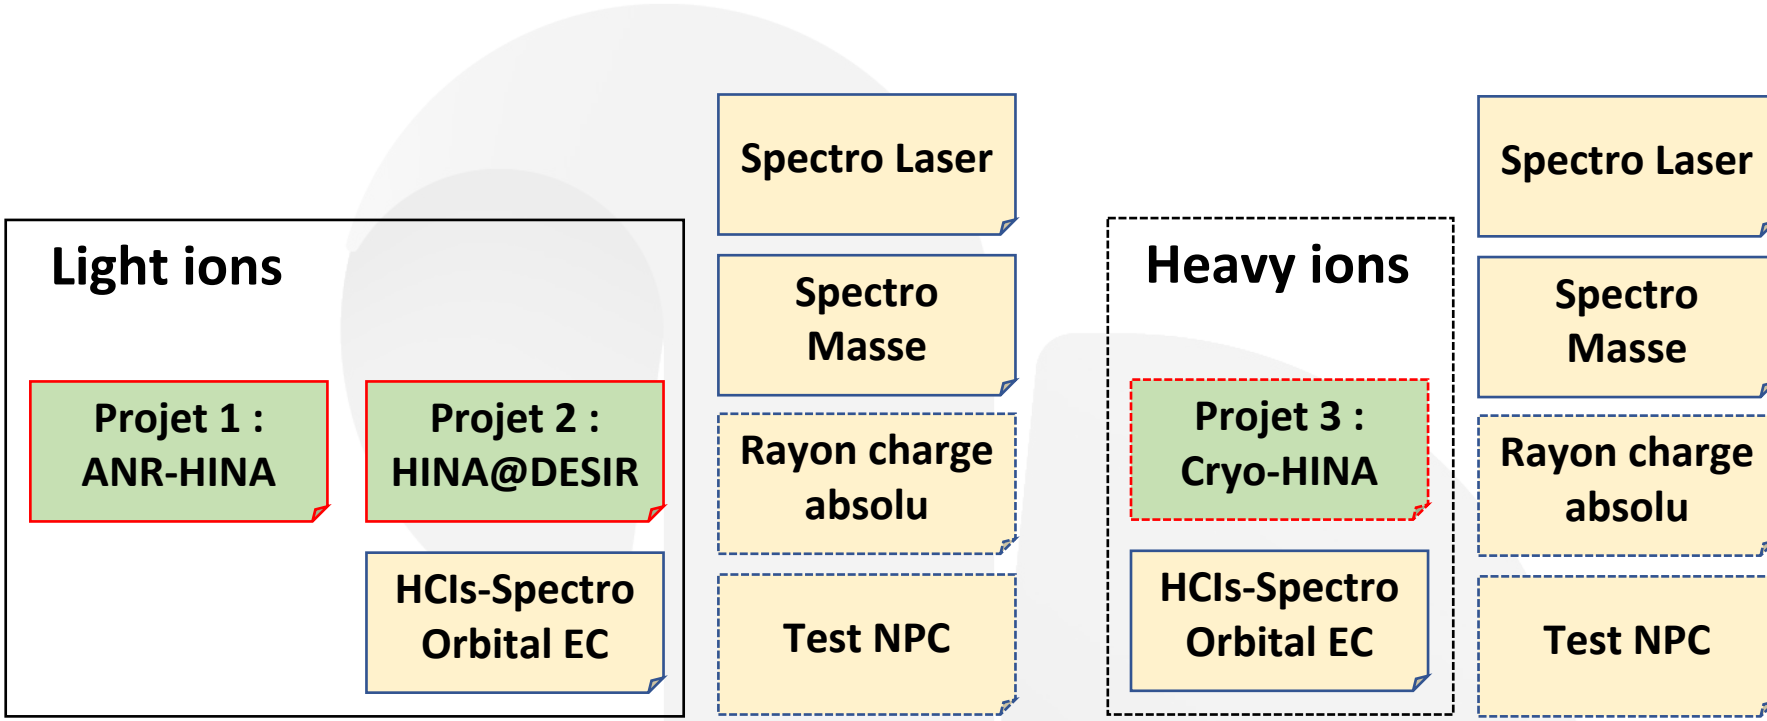 Light ions
Projet 1 :
ANR-HINA
Projet 2 :
HINA@DESIR
HCIs-Spectro
Orbital EC
Spectro Laser
Spectro
Masse
Rayon charge
absolu
Test NPC
Heavy ions
Projet 3 :
Cryo-HINA
HCIs-Spectro
Orbital EC
Spectro Laser
Spectro
Masse
Rayon charge
absolu
Test NPC